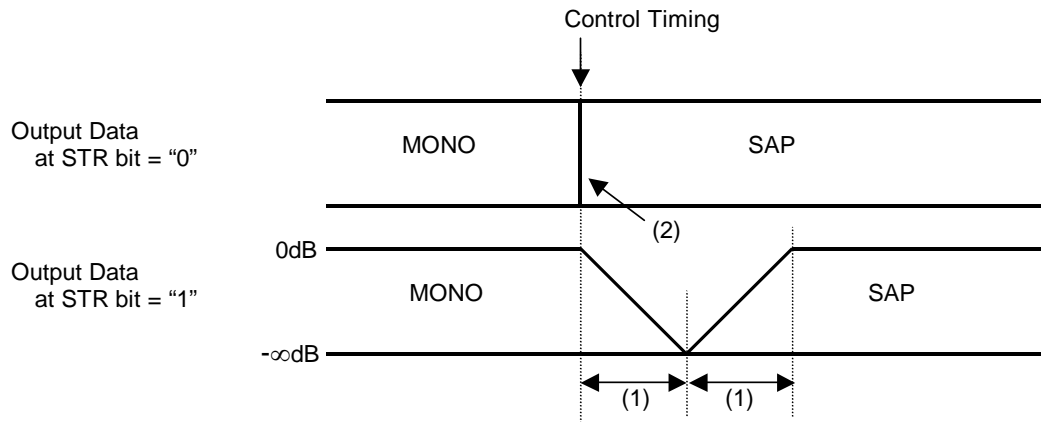 Control Timing
Output Data
at STR bit = “0”
MONO
SAP
(2)
0dB
Output Data
at STR bit = “1”
MONO
SAP
-∞dB
(1)
(1)